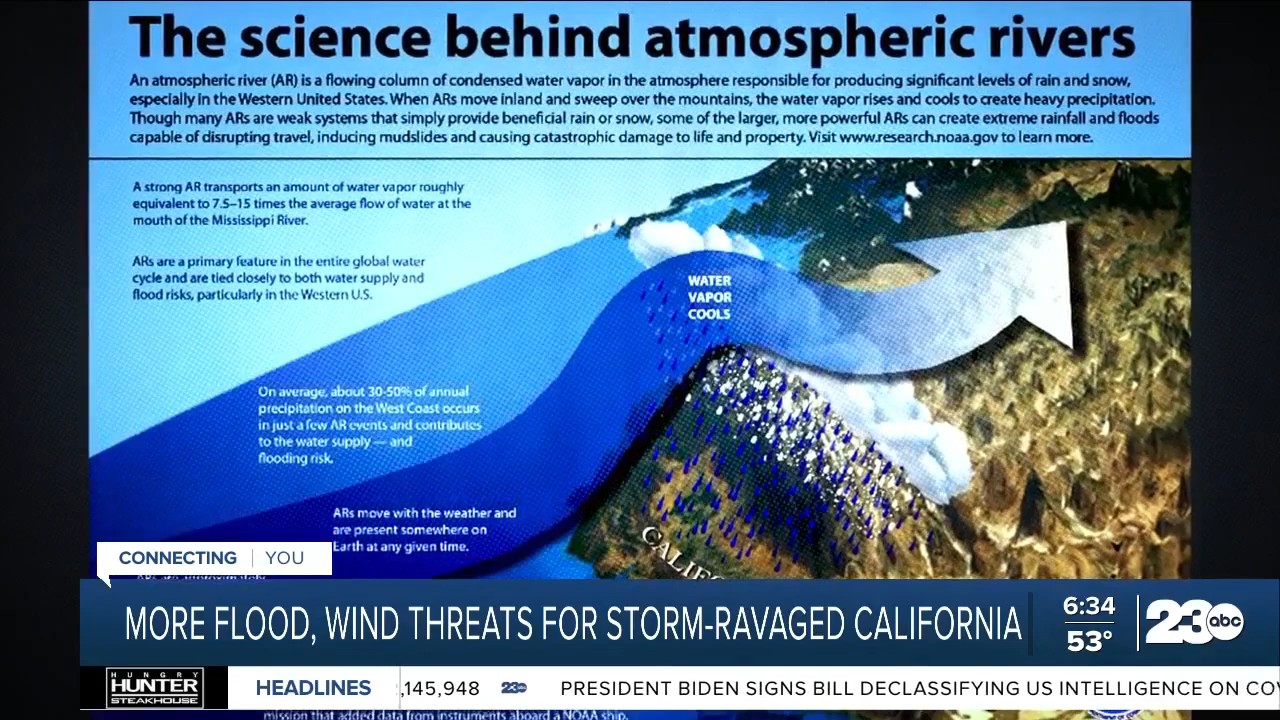 The science behind atmospheric rivers
An atmospheric river (AR) is a flowing column of condensed water vapor in the atmosphere responsible for producing significant levels of rain and snow,
especially in the Western United States. When ARs move inland and sweep over the mountains, the water vapor rises and cools to create heavy precipitation.
Though many ARs are weak systems that simply provide beneficial rain or snow, some of the larger, more powerful ARs can create extreme rainfall and floods
capable of disrupting travel, inducing mudslides and causing catastrophic damage to life and property. Visit www.research.noaa.gov to learn more.
A strong AR transports an amount of water vapor roughly
equivalent to 7.5–15 times the average flow of water at the
mouth of the Mississippi River.
ARs are a primary feature in the entire global water
cycle and are tied closely to both water supply and
flood risks, particularly in the Western U.S.
WATER
VAPOR
COOLS
On average, about 30-50% of annual
precipitation on the West Coast occurs
in just a few AR events and contributes
to the water supply — and
flooding risk.
ARs move with the weather and
are present somewhere on
Earth at any given time.
CONNECTING | YOU
MORE FLOOD, WIND THREATS FOR STORM-RAVAGED CALIFORNIA
6:34
53°
23 abc
HUNGRY
HUNTER
STEAKHOUSE
HEADLINES
,145,948 23 PRESIDENT BIDEN SIGNS BILL DECLASSIFYING US INTELLIGENCE ON
mission that added data from instruments aboard a NOAA ship.